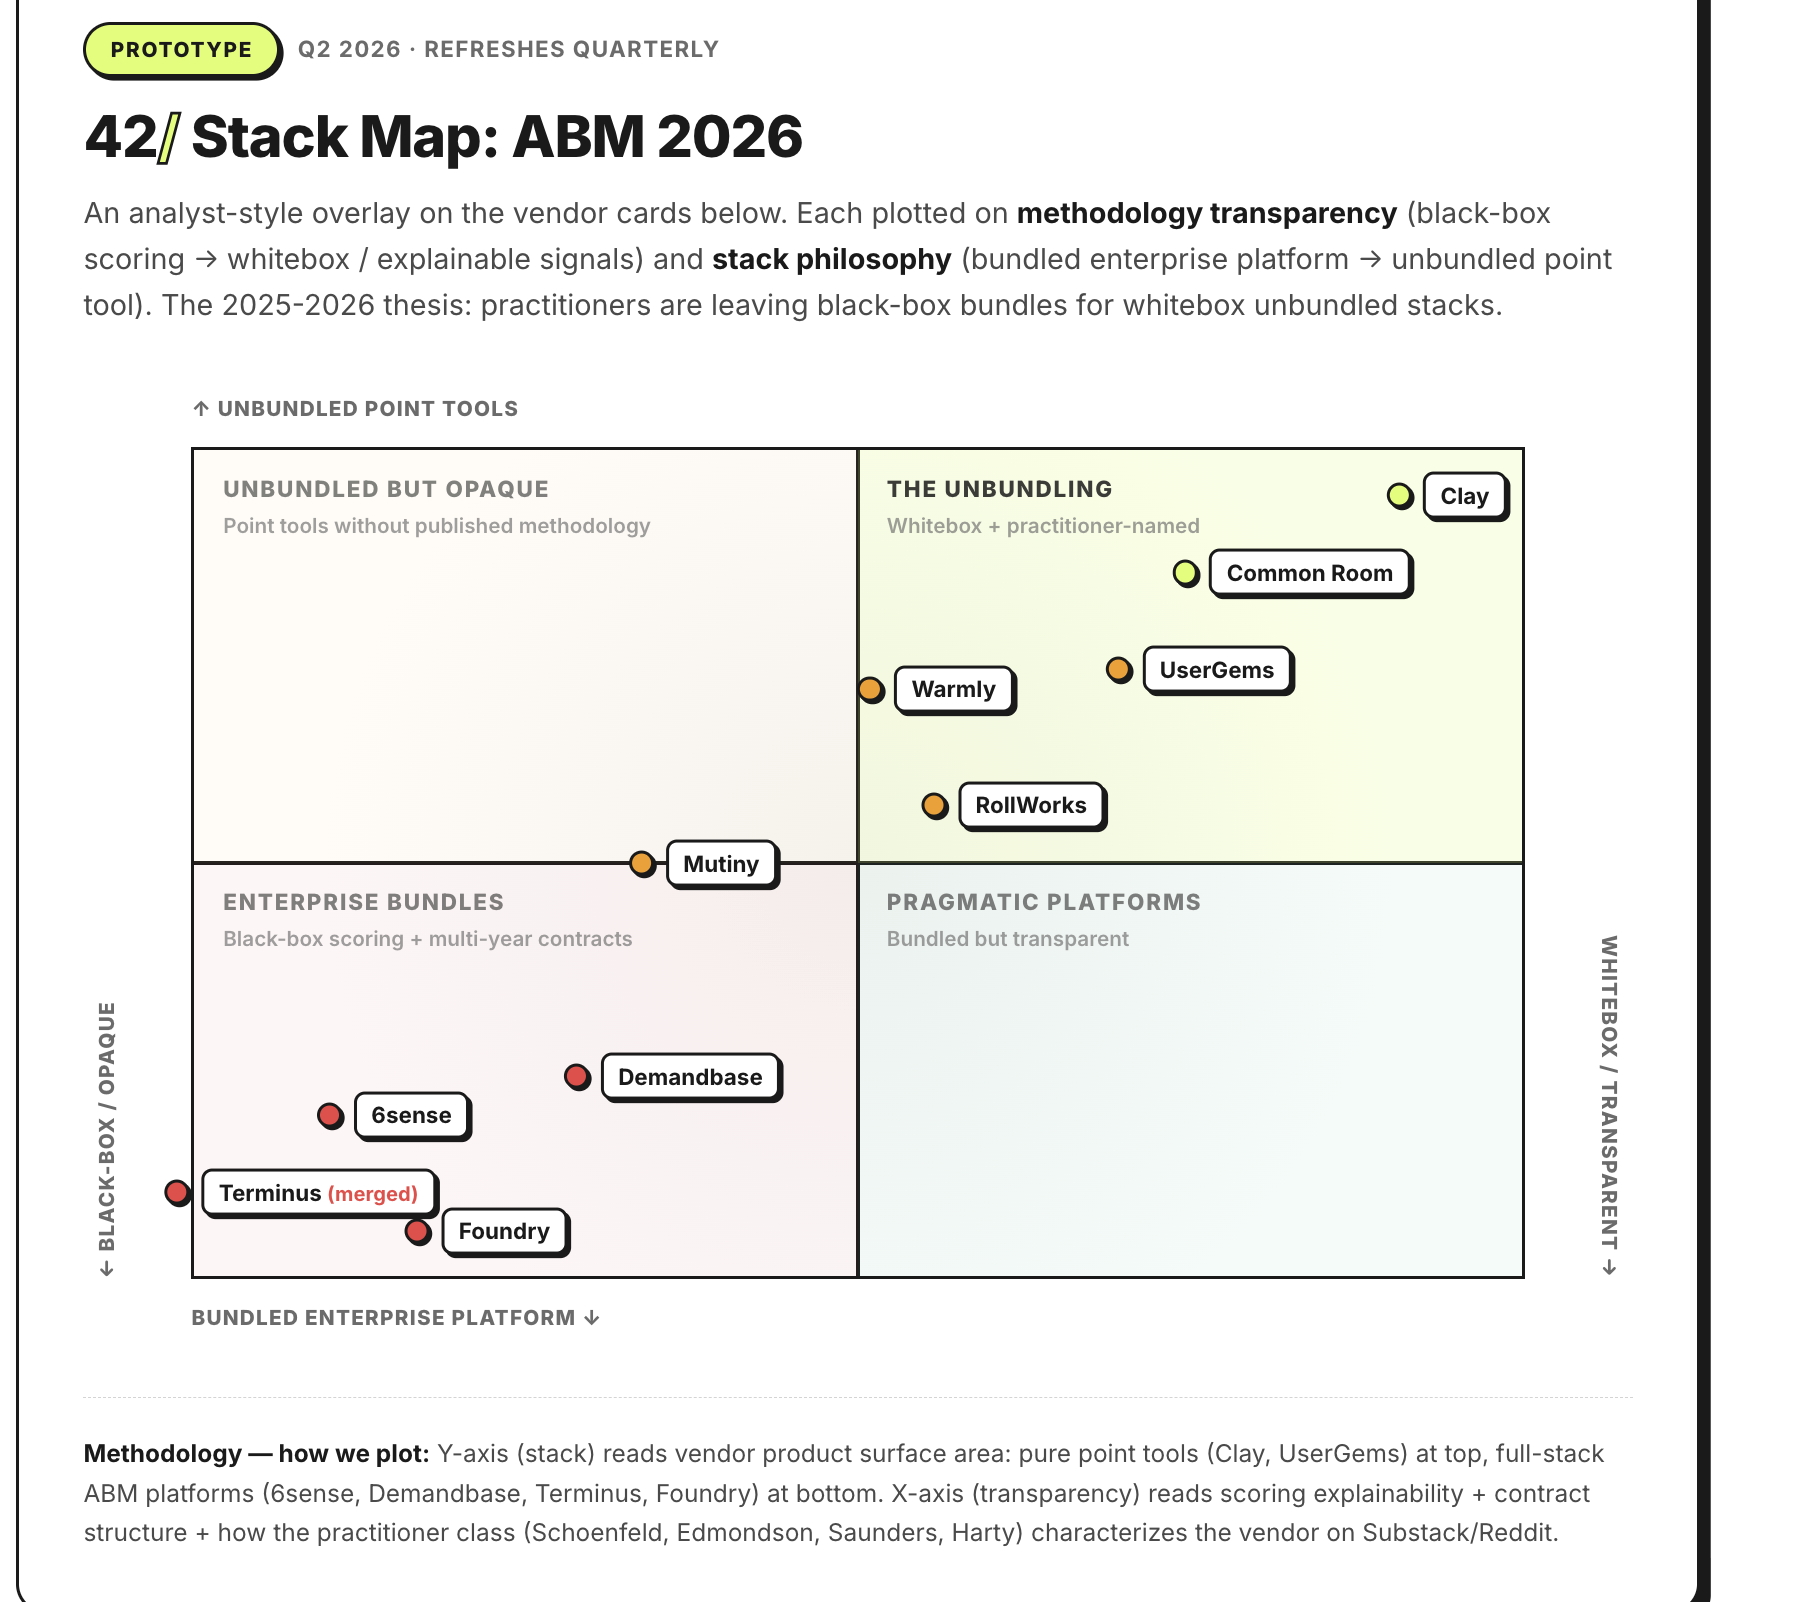 PROTOTYPE Q2 2026 · REFRESHES QUARTERLY
42/ Stack Map: ABM 2026
An analyst-style overlay on the vendor cards below. Each plotted on methodology transparency (black-box
scoring → whitebox / explainable signals) and stack philosophy (bundled enterprise platform → unbundled point
tool). The 2025-2026 thesis: practitioners are leaving black-box bundles for whitebox unbundled stacks.
↑ UNBUNDLED POINT TOOLS
UNBUNDLED BUT OPAQUE
Point tools without published methodology
THE UNBUNDLING
Whitebox + practitioner-named
Clay
Common Room
UserGems
Warmly
RollWorks
Mutiny
ENTERPRISE BUNDLES
Black-box scoring + multi-year contracts
PRAGMATIC PLATFORMS
Bundled but transparent
Demandbase
6sense
Terminus (merged)
Foundry
← BLACK-BOX / OPAQUE
WHITEBOX / TRANSPARENT →
BUNDLED ENTERPRISE PLATFORM ↓
Methodology — how we plot: Y-axis (stack) reads vendor product surface area: pure point tools (Clay, UserGems) at top, full-stack
ABM platforms (6sense, Demandbase, Terminus, Foundry) at bottom. X-axis (transparency) reads scoring explainability + contract
structure + how the practitioner class (Schoenfeld, Edmondson, Saunders, Harty) characterizes the vendor on Substack/Reddit.